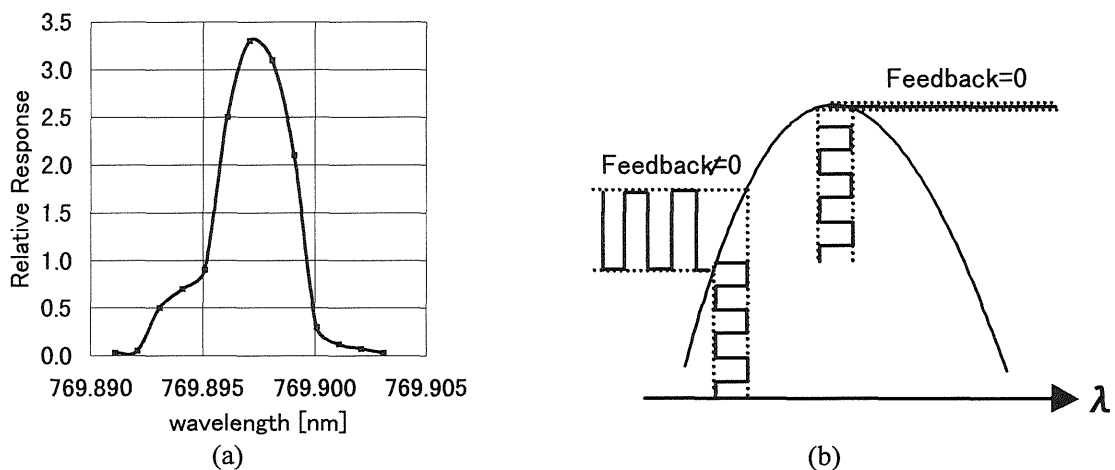 3.5
3.0
2.5
2.0
1.5
1.0
0.5
0.0
Relative Response
769.890 769.895 769.900 769.905
wavelength [nm]
(a)
Feedback=0
Feedback≠0
λ
(b)